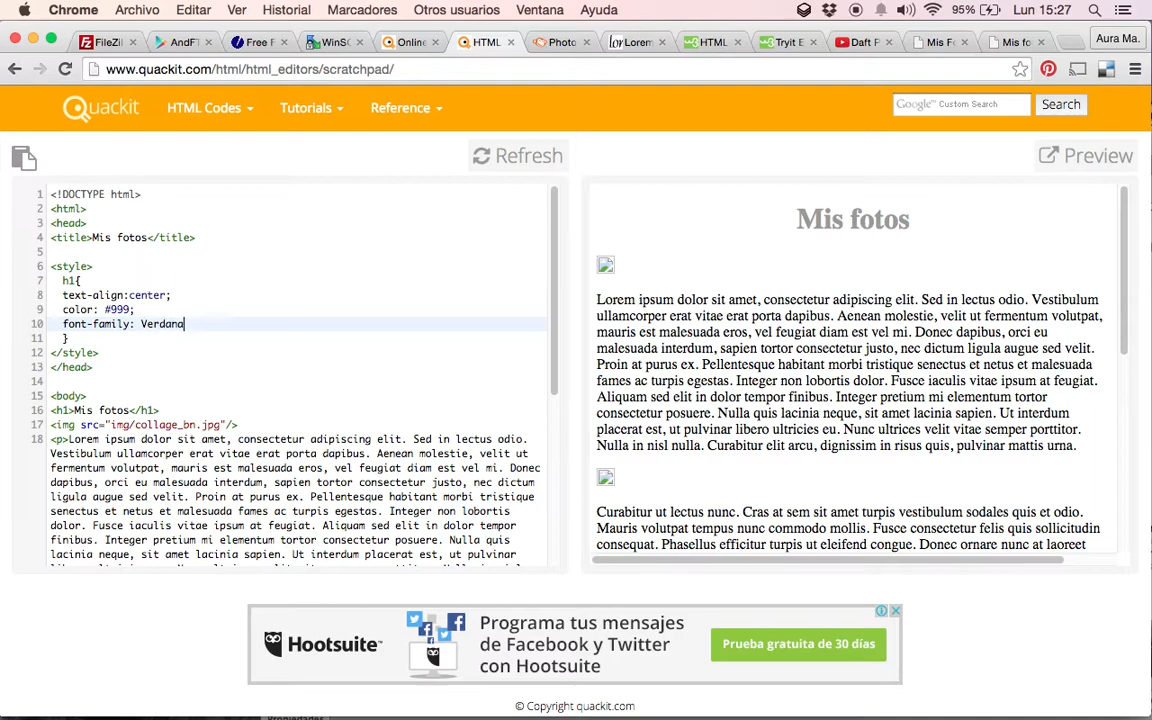 Chrome Archivo Editar Ver Historial Marcadores Otros usuarios Ventana Ayuda 95% Lun 15:27
FileZil AndFT Free F WinSC Online HTML Photo Lorem HTML Tryit E Daft P Mis F Mis fo Aura Ma.
www.quackit.com/html/html_editors/scratchpad/
Quackit HTML Codes Tutorials Reference Google™ Custom Search Search
Refresh Preview
1 <!DOCTYPE html>
2 <html>
3 <head>
4 <title>Mis fotos</title>
5
6 <style>
7 h1{
8 text-align:center;
9 color: #999;
10 font-family: Verdana
11 }
12 </style>
13 </head>
14
15 <body>
16 <h1>Mis fotos</h1>
17 <img src="img/collage_bn.jpg"/>
18 <p>Lorem ipsum dolor sit amet, consectetur adipiscing elit. Sed in lectus odio.
Vestibulum ullamcorper erat vitae erat porta dapibus. Aenean molestie, velit ut
fermentum volutpat, mauris est malesuada eros, vel feugiat diam est vel mi. Donec
dapibus, orci eu malesuada interdum, sapien tortor consectetur justo, nec dictum
ligula augue sed velit. Proin at purus ex. Pellentesque habitant morbi tristique
senectus et netus et malesuada fames ac turpis egestas. Integer non lobortis
dolor. Fusce iaculis vitae ipsum at feugiat. Aliquam sed elit in dolor tempor
finibus. Integer pretium mi elementum tortor consectetur posuere. Nulla quis
lacinia neque, sit amet lacinia sapien. Ut interdum placerat est, ut pulvinar
Mis fotos
Lorem ipsum dolor sit amet, consectetur adipiscing elit. Sed in lectus odio. Vestibulum
ullamcorper erat vitae erat porta dapibus. Aenean molestie, velit ut fermentum volutpat,
mauris est malesuada eros, vel feugiat diam est vel mi. Donec dapibus, orci eu
malesuada interdum, sapien tortor consectetur justo, nec dictum ligula augue sed velit.
Proin at purus ex. Pellentesque habitant morbi tristique senectus et netus et malesuada
fames ac turpis egestas. Integer non lobortis dolor. Fusce iaculis vitae ipsum at feugiat.
Aliquam sed elit in dolor tempor finibus. Integer pretium mi elementum tortor
consectetur posuere. Nulla quis lacinia neque, sit amet lacinia sapien. Ut interdum
placerat est, ut pulvinar libero ultricies eu. Nunc ultrices velit vitae semper porttitor.
Nulla in nisl nulla. Curabitur elit arcu, dignissim in risus quis, pulvinar mattis urna.
Curabitur ut lectus nunc. Cras at sem sit amet turpis vestibulum sodales quis et odio.
Mauris volutpat tempus nunc commodo mollis. Fusce consectetur felis quis sollicitudin
consequat. Phasellus efficitur turpis ut eleifend congue. Donec ornare nunc at laoreet
Hootsuite™
Programa tus mensajes
de Facebook y Twitter
con Hootsuite
Prueba gratuita de 30 días
© Copyright quackit.com